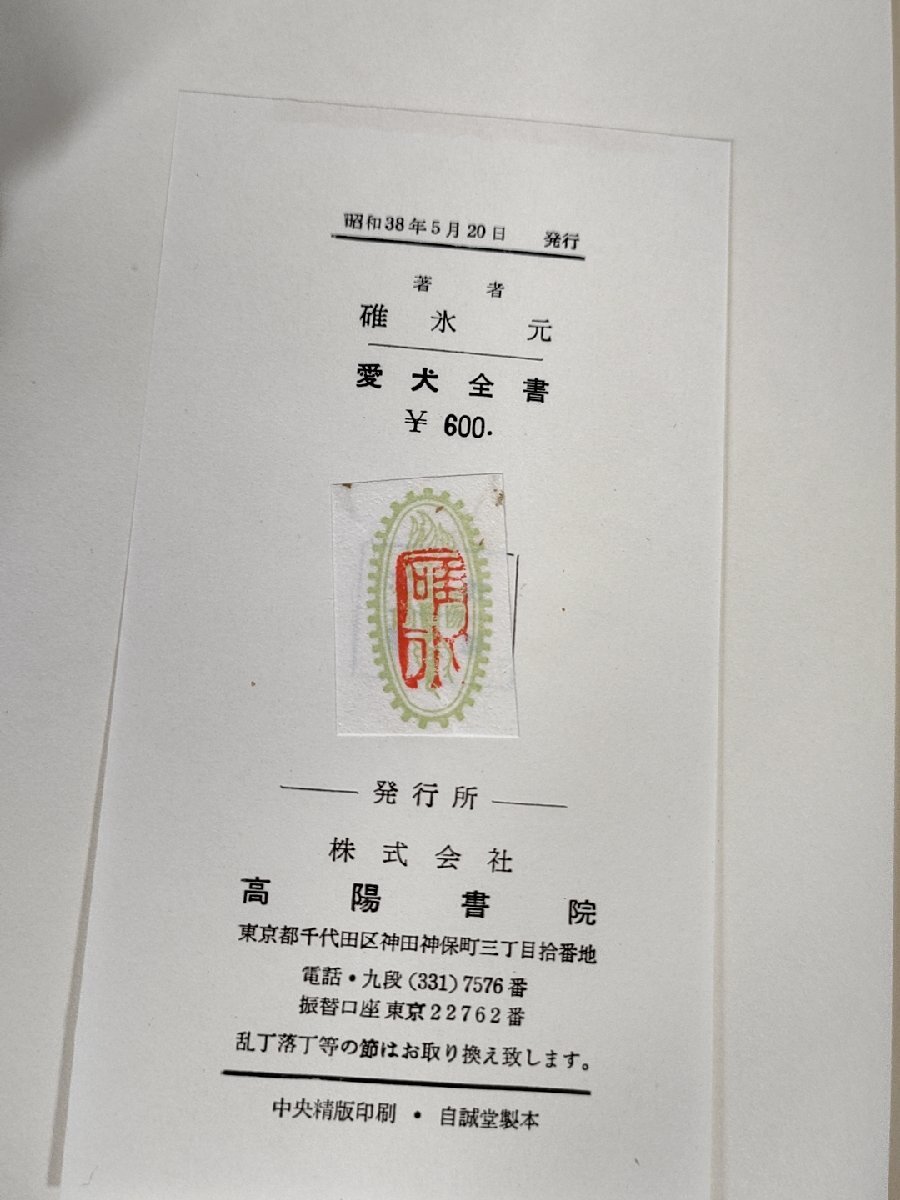 昭和38年5月20日 発行
著者
碓氷 元
愛犬全書
¥ 600.
碓氷
発行所
株式会社
高陽書院
東京都千代田区神田神保町三丁目拾番地
電話・九段(331)7576番
振替口座 東京22762番
乱丁落丁等の節はお取り換え致します。
中央精版印刷 ・ 自誠堂製本